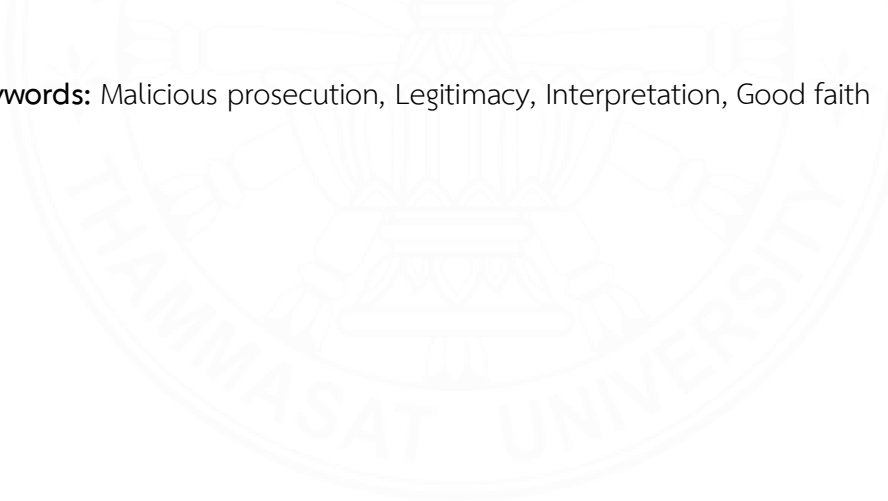 ywords: Malicious prosecution, Legitimacy, Interpretation, Good faith
THAMMASAT UNIVERSITY